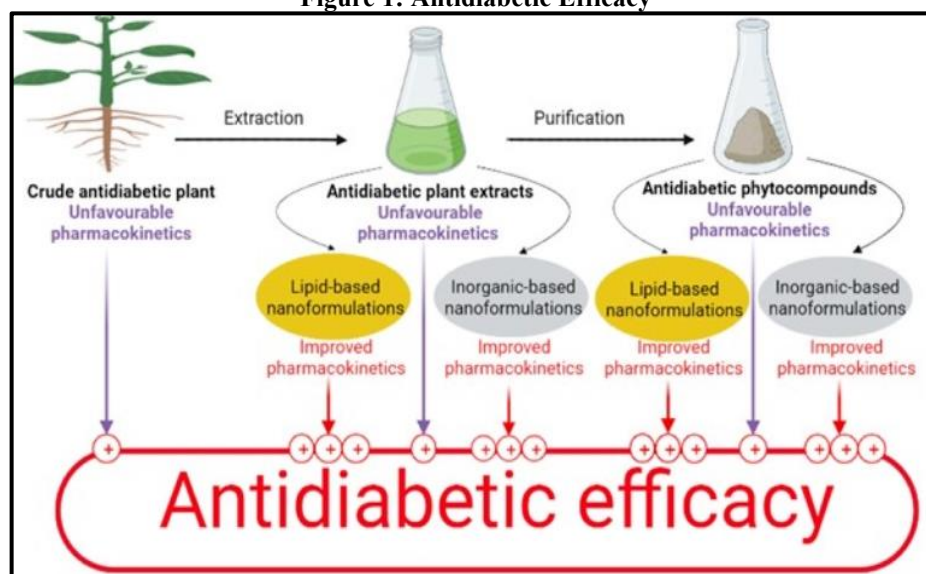 Figure 1: Antidiabetic Efficacy
Extraction
Purification
Crude antidiabetic plant
Unfavourable
pharmacokinetics
Antidiabetic plant extracts
Unfavourable
pharmacokinetics
Antidiabetic phytocompounds
Unfavourable
pharmacokinetics
Lipid-based
nanoformulations
Improved
pharmacokinetics
Inorganic-based
nanoformulations
Improved
pharmacokinetics
Lipid-based
nanoformulations
Improved
pharmacokinetics
Inorganic-based
nanoformulations
Improved
pharmacokinetics
+ + + + + + + + + + + + + + +
Antidiabetic efficacy